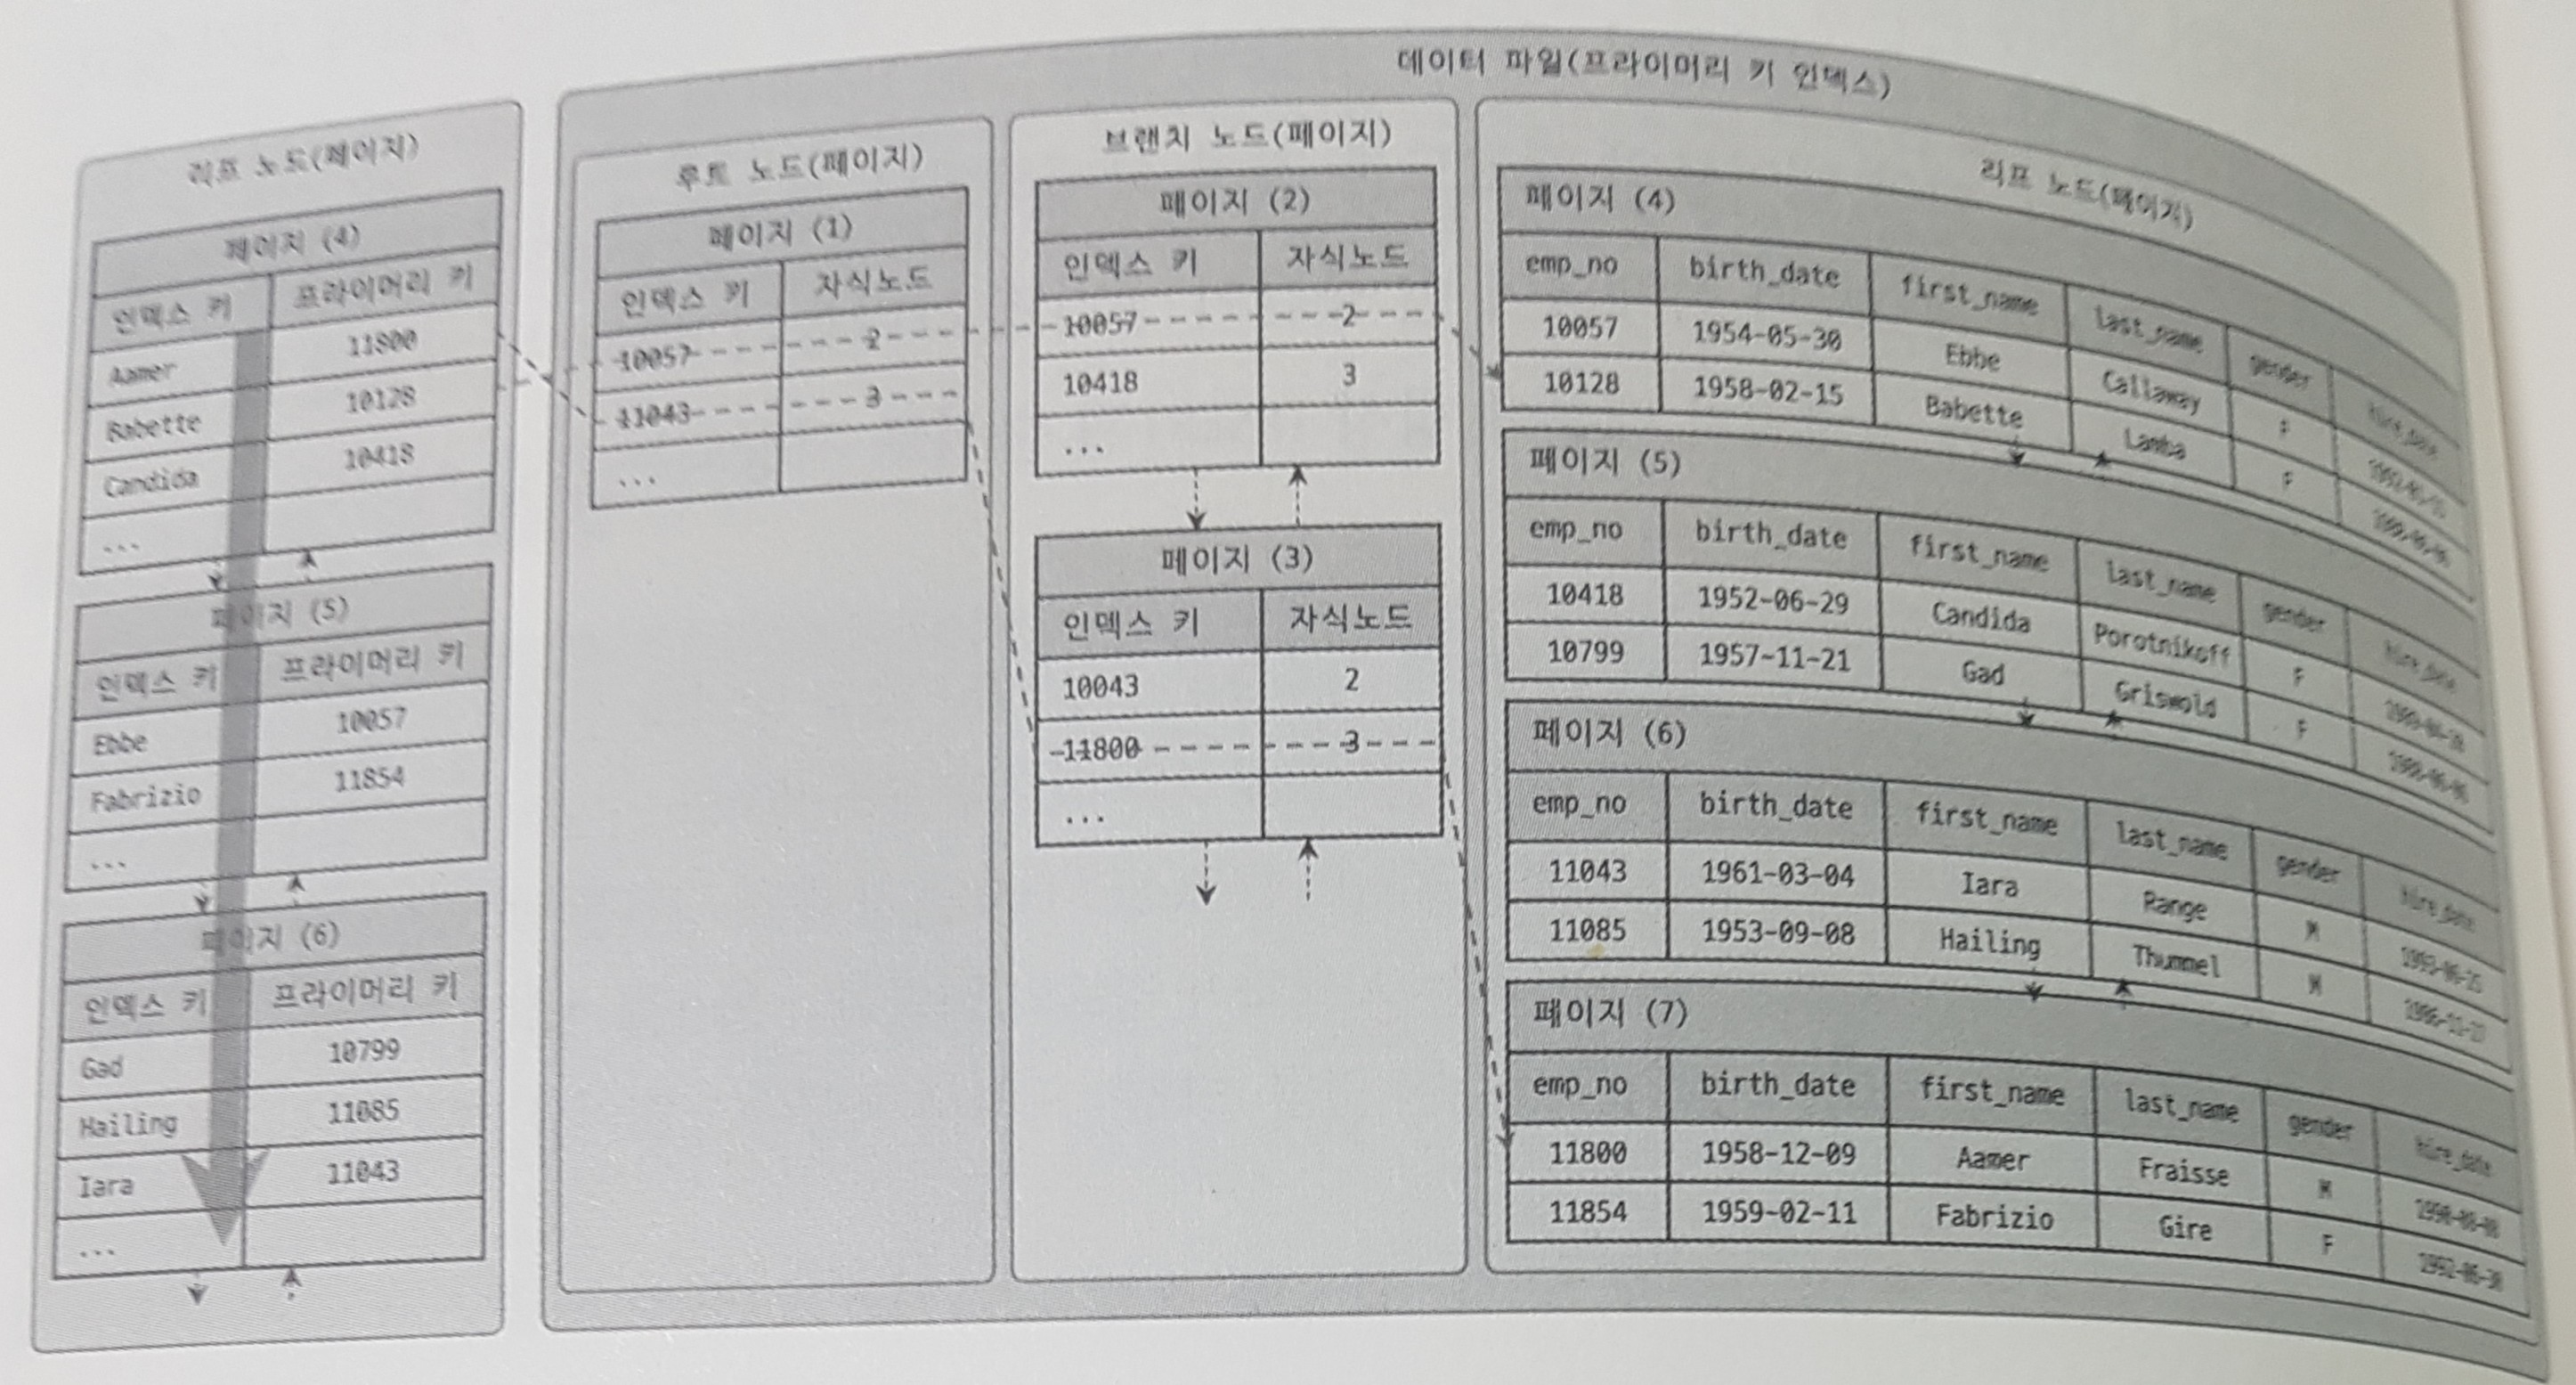 데이터 파일(프라이머리 키 인덱스)
리프 노드(페이지)
페이지 (4)
인덱스 키 프라이머리 키
Aamer 11800
Babette 10128
Candida 10418
...
페이지 (5)
인덱스 키 프라이머리 키
Ebbe 10057
Fabrizio 11854
...
페이지 (6)
인덱스 키 프라이머리 키
Gad 10799
Hailing 11085
Iara 11043
...
루트 노드(페이지)
페이지 (1)
인덱스 키 자식노드
10057 2
11043 3
...
브랜치 노드(페이지)
페이지 (2)
인덱스 키 자식노드
10057 2
10418 3
...
페이지 (3)
인덱스 키 자식노드
10043 2
11800 3
...
리프 노드(페이지)
페이지 (4)
emp_no birth_date first_name last_name gender hire_date
10057 1954-05-30 Ebbe Callaway F
10128 1958-02-15 Babette Lamba F
페이지 (5)
emp_no birth_date first_name last_name gender hire_date
10418 1952-06-29 Candida Porotnikoff F
10799 1957-11-21 Gad Griswold F
페이지 (6)
emp_no birth_date first_name last_name gender hire_date
11043 1961-03-04 Iara Range M
11085 1953-09-08 Hailing Thummel M
페이지 (7)
emp_no birth_date first_name last_name gender hire_date
11800 1958-12-09 Aamer Fraisse M
11854 1959-02-11 Fabrizio Gire F